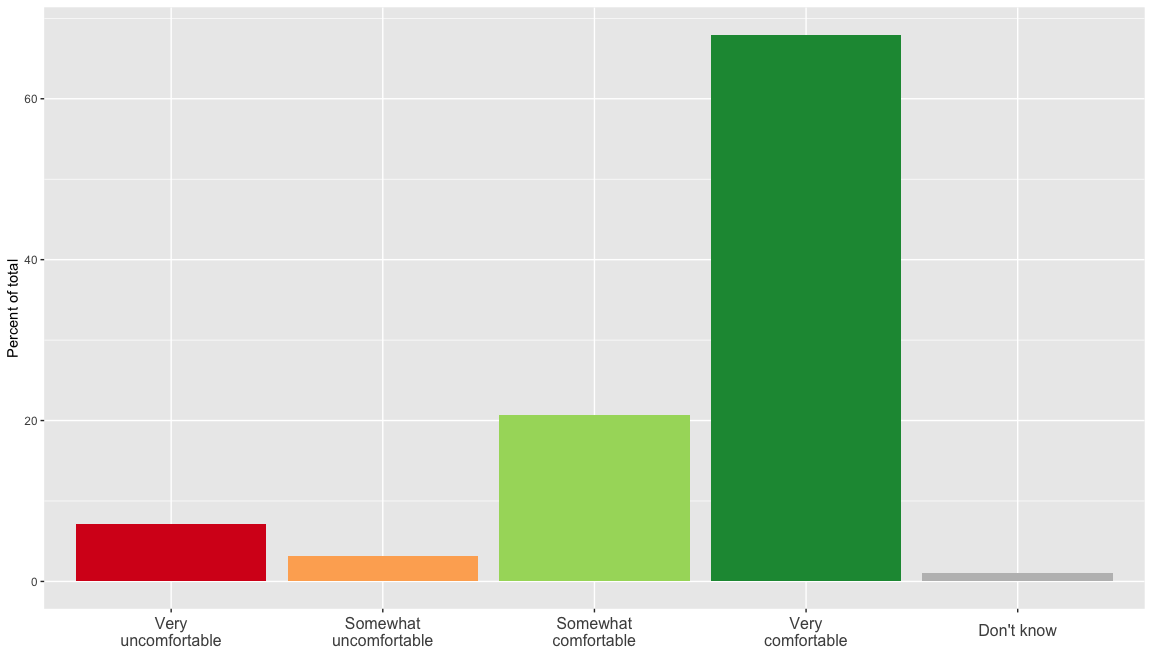 Percent of total
60
40
20
0
Very
uncomfortable
Somewhat
uncomfortable
Somewhat
comfortable
Very
comfortable
Don't know